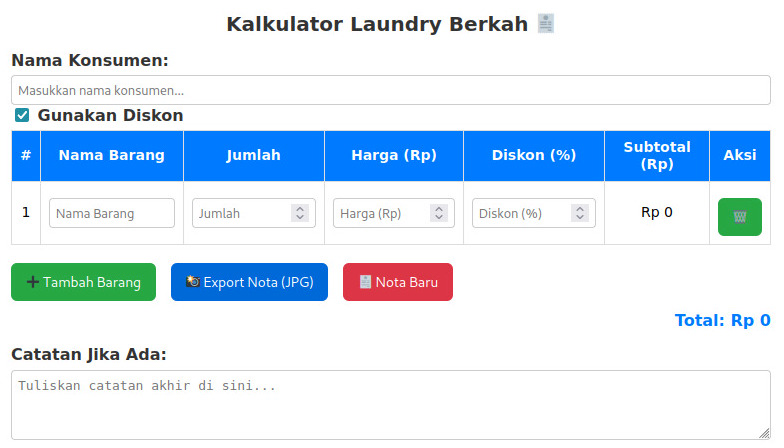 Kalkulator Laundry Berkah 🧾
Nama Konsumen:
Masukkan nama konsumen...
Gunakan Diskon
# Nama Barang Jumlah Harga (Rp) Diskon (%) Subtotal (Rp) Aksi
1 Nama Barang Jumlah Harga (Rp) Diskon (%) Rp 0 🗑️
➕ Tambah Barang 📸 Export Nota (JPG) 🧾 Nota Baru
Total: Rp 0
Catatan Jika Ada:
Tuliskan catatan akhir di sini...